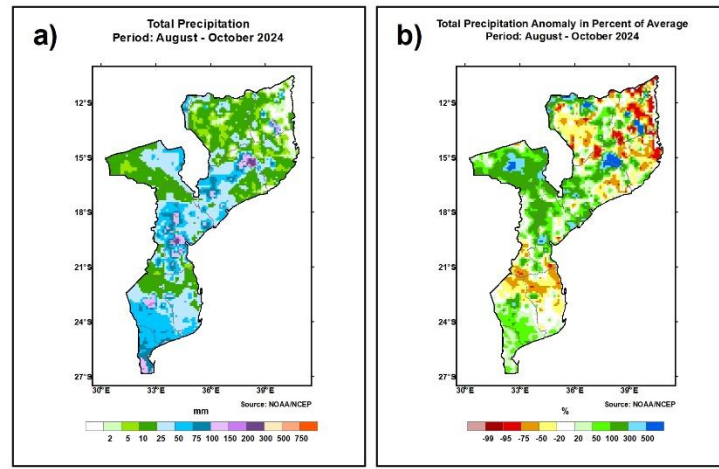 a)
Total Precipitation
Period: August - October 2024
12°S
15°S
18°S
21°S
24°S
27°S
30°E
33°E
36°E
39°E
Source: NOAA/NCEP
mm
2 5 10 25 50 75 100 150 200 300 500 750
b)
Total Precipitation Anomaly in Percent of Average
Period: August - October 2024
12°S
15°S
18°S
21°S
24°S
27°S
30°E
33°E
36°E
39°E
Source: NOAA/NCEP
%
-99 -95 -75 -50 -20 20 50 100 300 500